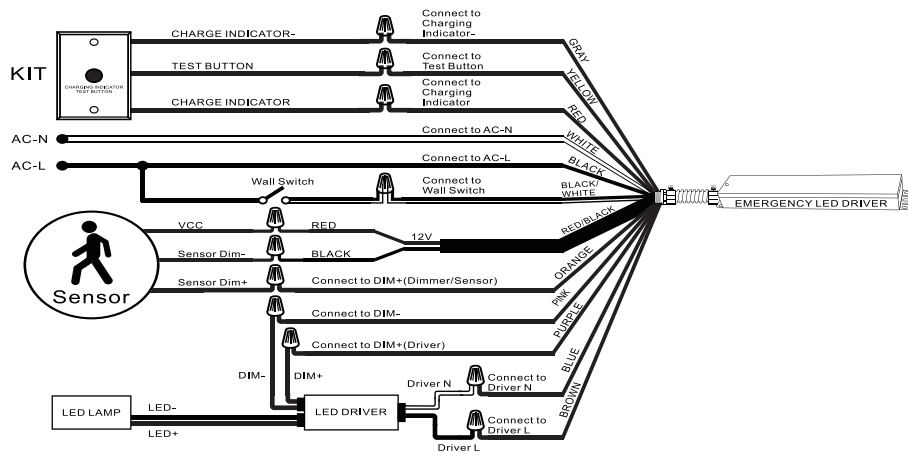 CHARGE INDICATOR-
Connect to
Charging
Indicator-
GRAY
KIT
TEST BUTTON
Connect to
Test Button
YELLOW
CHARGING INDICATOR
TEST BUTTON
CHARGE INDICATOR
Connect to
Charging
Indicator
RED
AC-N
Connect to AC-N
WHITE
AC-L
Connect to AC-L
BLACK
Wall Switch
Connect to
Wall Switch
BLACK/
WHITE
EMERGENCY LED DRIVER
VCC
RED
12V
RED/BLACK
Sensor Dim-
BLACK
Sensor
Sensor Dim+
Connect to DIM+(Dimmer/Sensor)
ORANGE
Connect to DIM-
PINK
Connect to DIM+(Driver)
PURPLE
DIM-
DIM+
Driver N
Connect to
Driver N
BLUE
LED LAMP
LED-
LED+
LED DRIVER
Connect to
Driver L
BROWN
Driver L